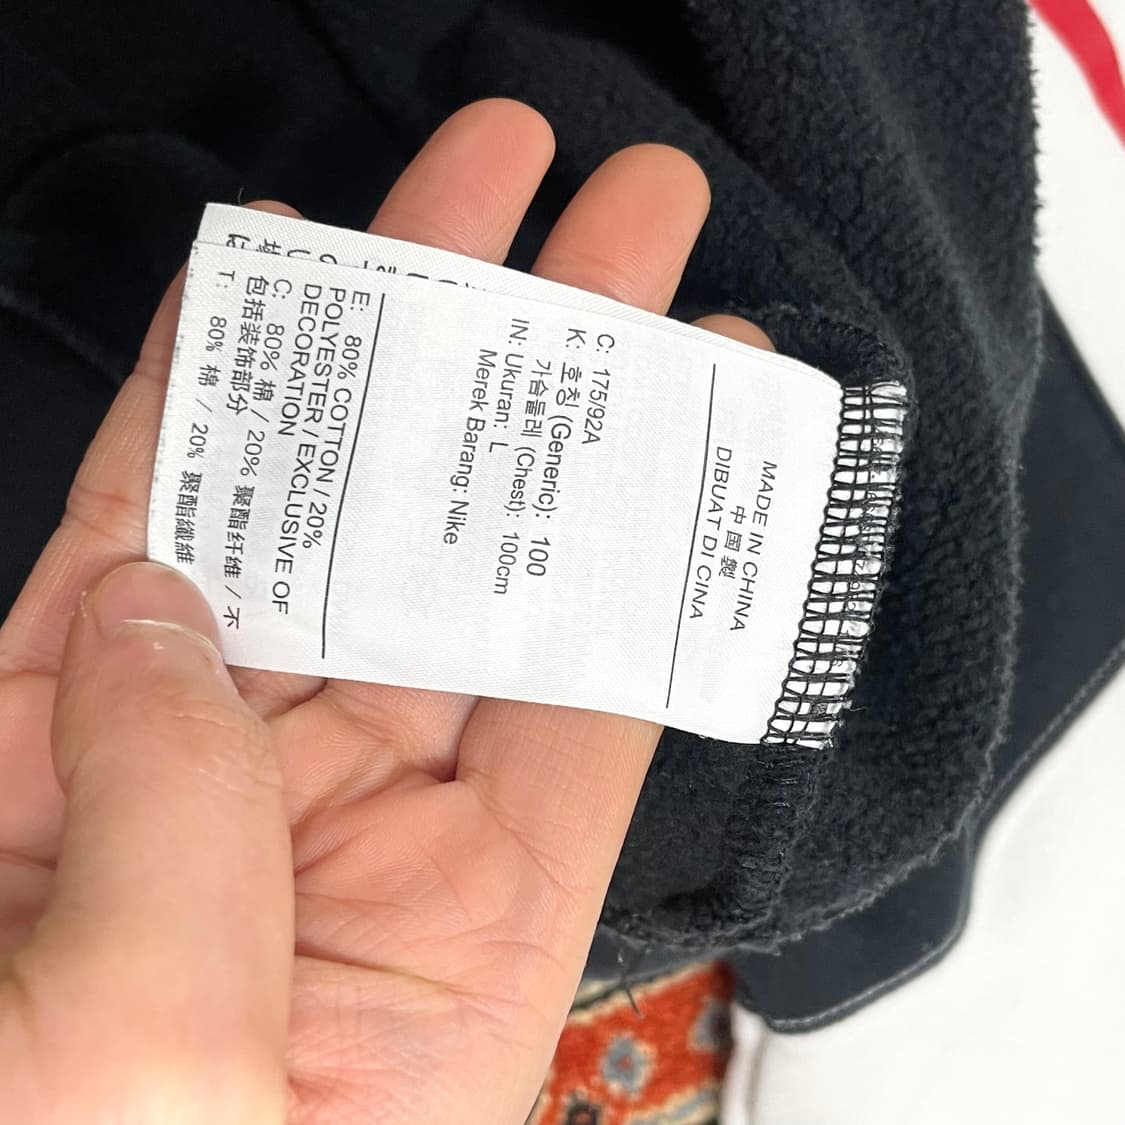 MADE IN CHINA
中 国 製
DIBUAT DI CINA
C: 175/92A
K: 호칭 (Generic): 100
가슴둘레 (Chest): 100cm
IN: Ukuran: L
Merek Barang: Nike
E: 80% COTTON / 20%
POLYESTER / EXCLUSIVE OF
DECORATION
C: 80% 棉 / 20% 聚酯纤维 / 不
包括装饰部分
T: 80% 棉 / 20% 聚酯纖維